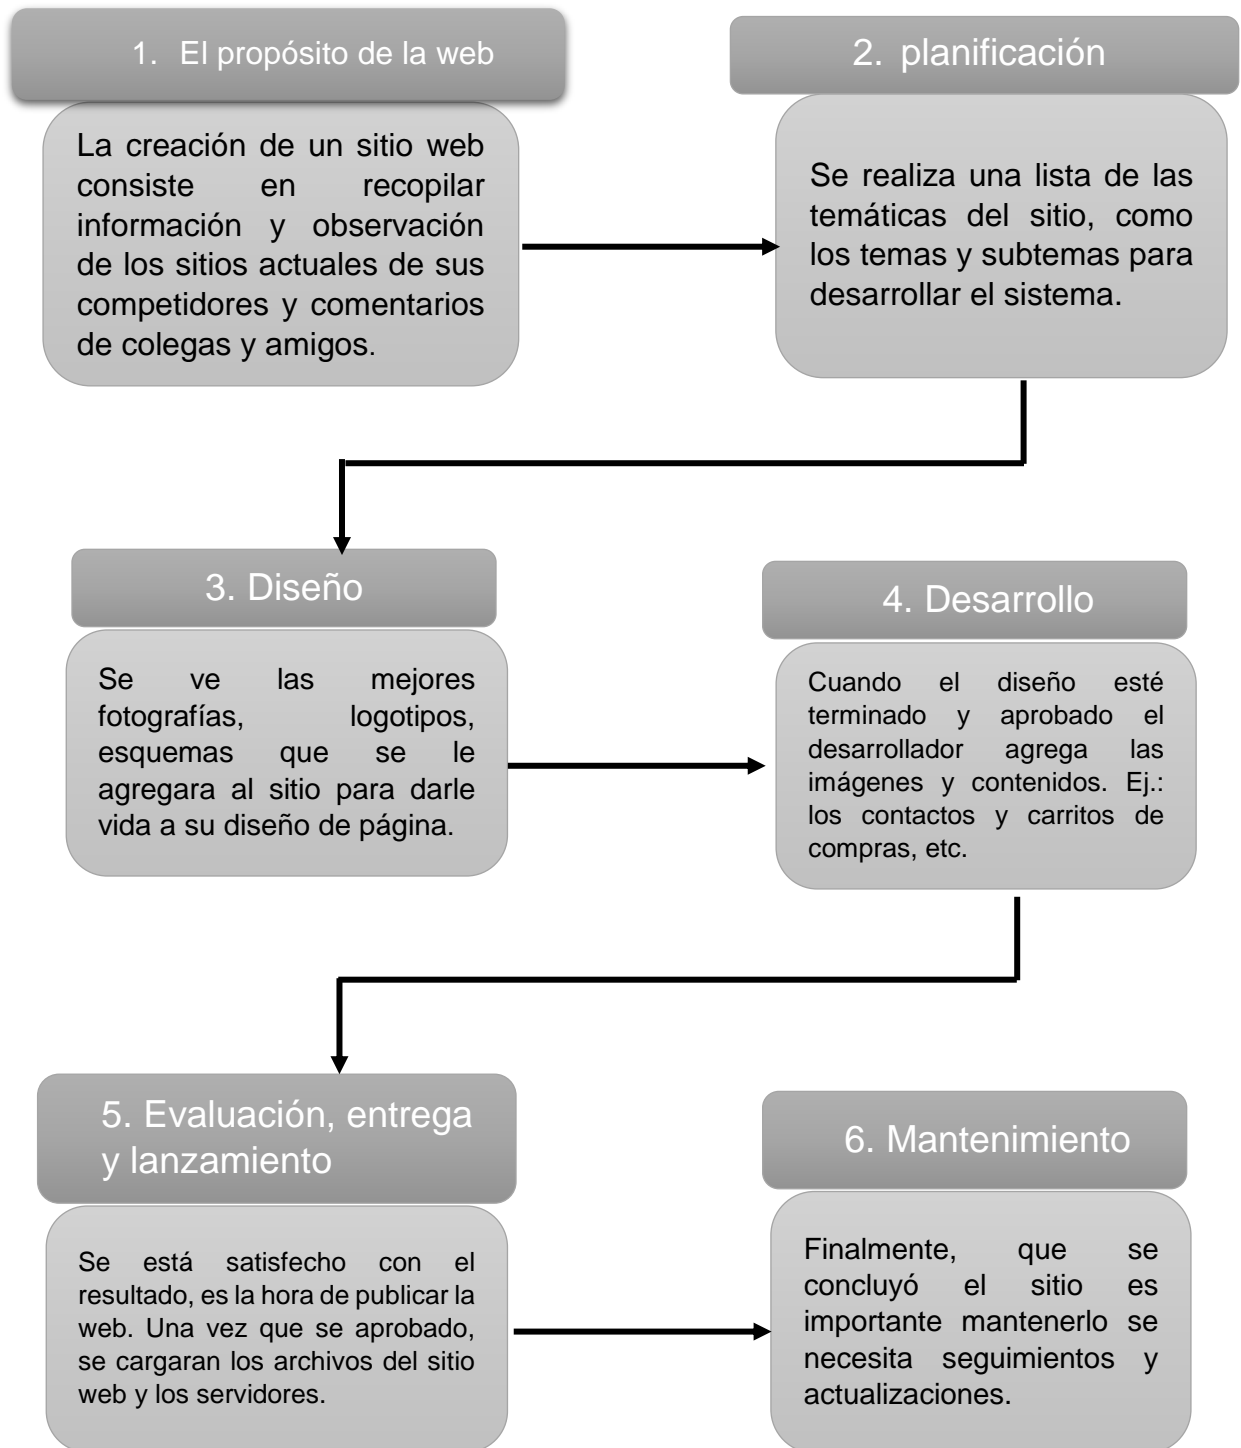 1. El propósito de la web
La creación de un sitio web
consiste en recopilar
información y observación
de los sitios actuales de sus
competidores y comentarios
de colegas y amigos.
2. planificación
Se realiza una lista de las
temáticas del sitio, como
los temas y subtemas para
desarrollar el sistema.
3. Diseño
Se ve las mejores
fotografías, logotipos,
esquemas que se le
agregara al sitio para darle
vida a su diseño de página.
4. Desarrollo
Cuando el diseño esté
terminado y aprobado el
desarrollador agrega las
imágenes y contenidos. Ej.:
los contactos y carritos de
compras, etc.
5. Evaluación, entrega
y lanzamiento
Se está satisfecho con el
resultado, es la hora de publicar la
web. Una vez que se aprobado,
se cargaran los archivos del sitio
web y los servidores.
6. Mantenimiento
Finalmente, que se
concluyó el sitio es
importante mantenerlo se
necesita seguimientos y
actualizaciones.